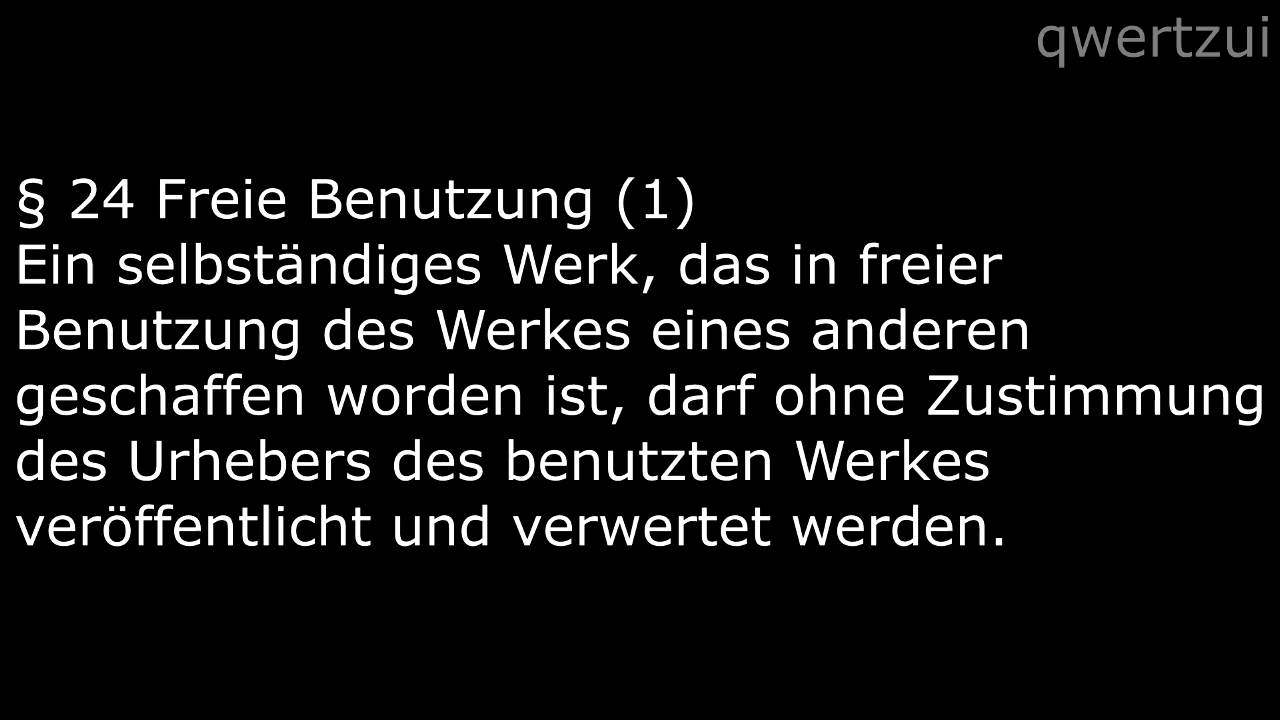 qwertzui
§ 24 Freie Benutzung (1)
Ein selbständiges Werk, das in freier
Benutzung des Werkes eines anderen
geschaffen worden ist, darf ohne Zustimmung
des Urhebers des benutzten Werkes
veröffentlicht und verwertet werden.